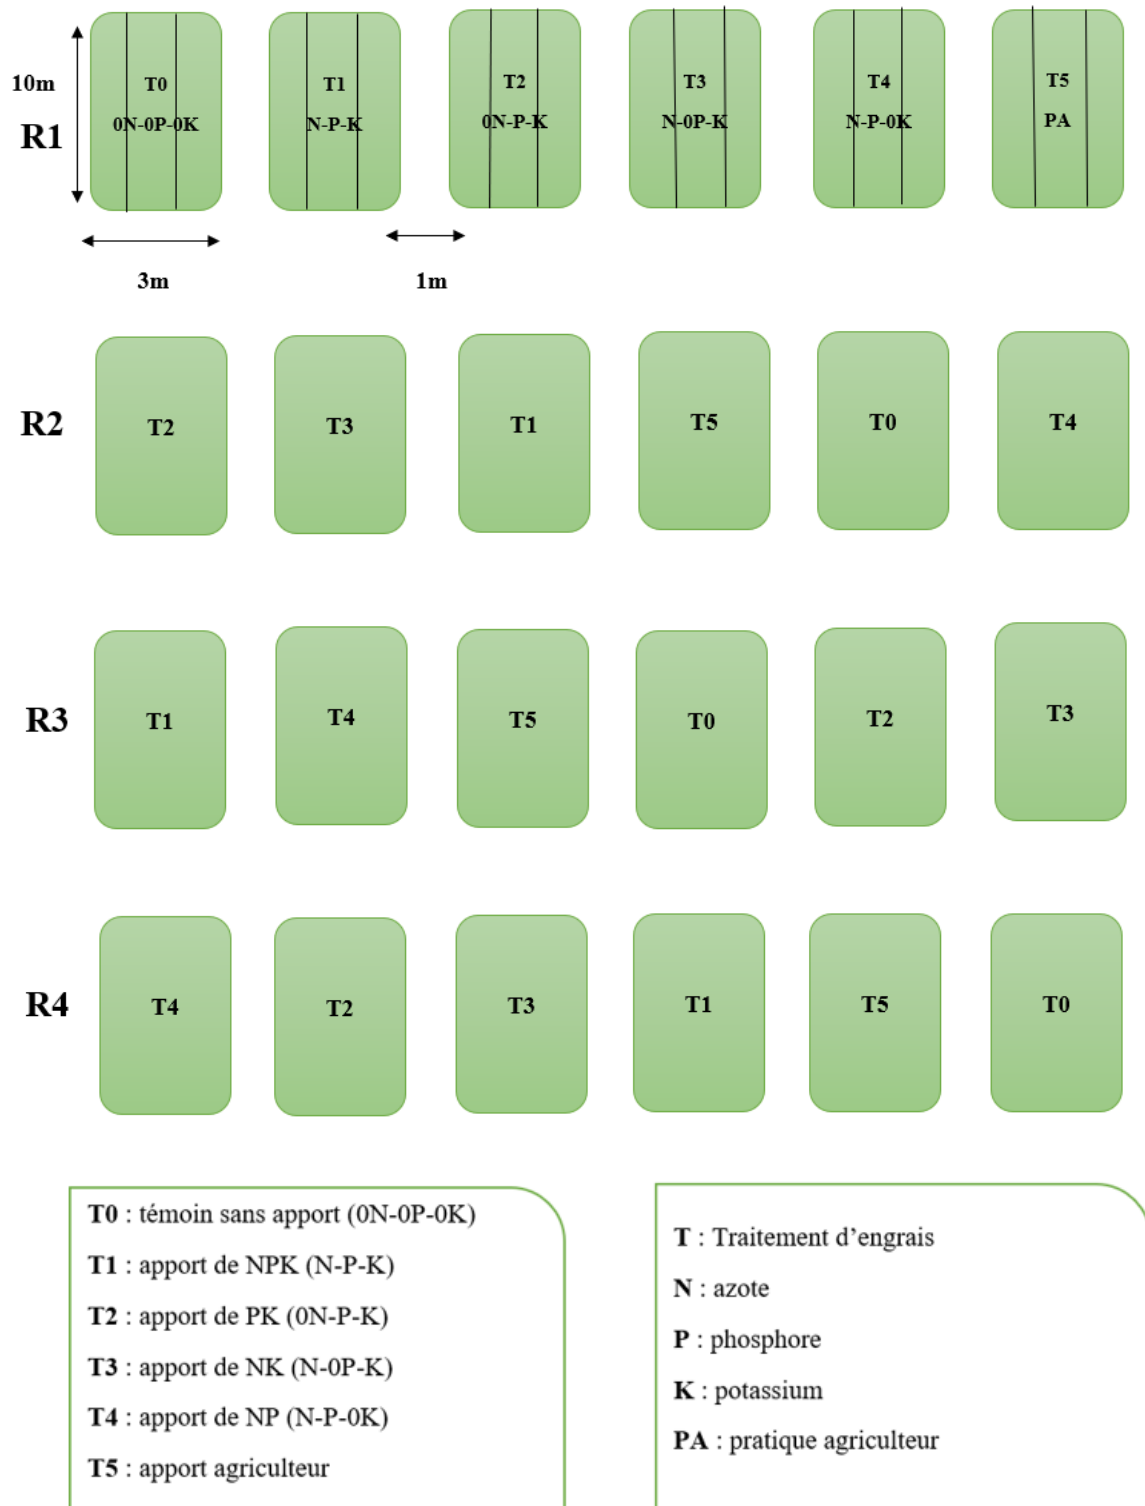 10m
R1
T0
0N-0P-0K
T1
N-P-K
T2
0N-P-K
T3
N-0P-K
T4
N-P-0K
T5
PA
3m
1m
R2
T2
T3
T1
T5
T0
T4
R3
T1
T4
T5
T0
T2
T3
R4
T4
T2
T3
T1
T5
T0
T0 : témoin sans apport (0N-0P-0K)
T1 : apport de NPK (N-P-K)
T2 : apport de PK (0N-P-K)
T3 : apport de NK (N-0P-K)
T4 : apport de NP (N-P-0K)
T5 : apport agriculteur
T : Traitement d’engrais
N : azote
P : phosphore
K : potassium
PA : pratique agriculteur